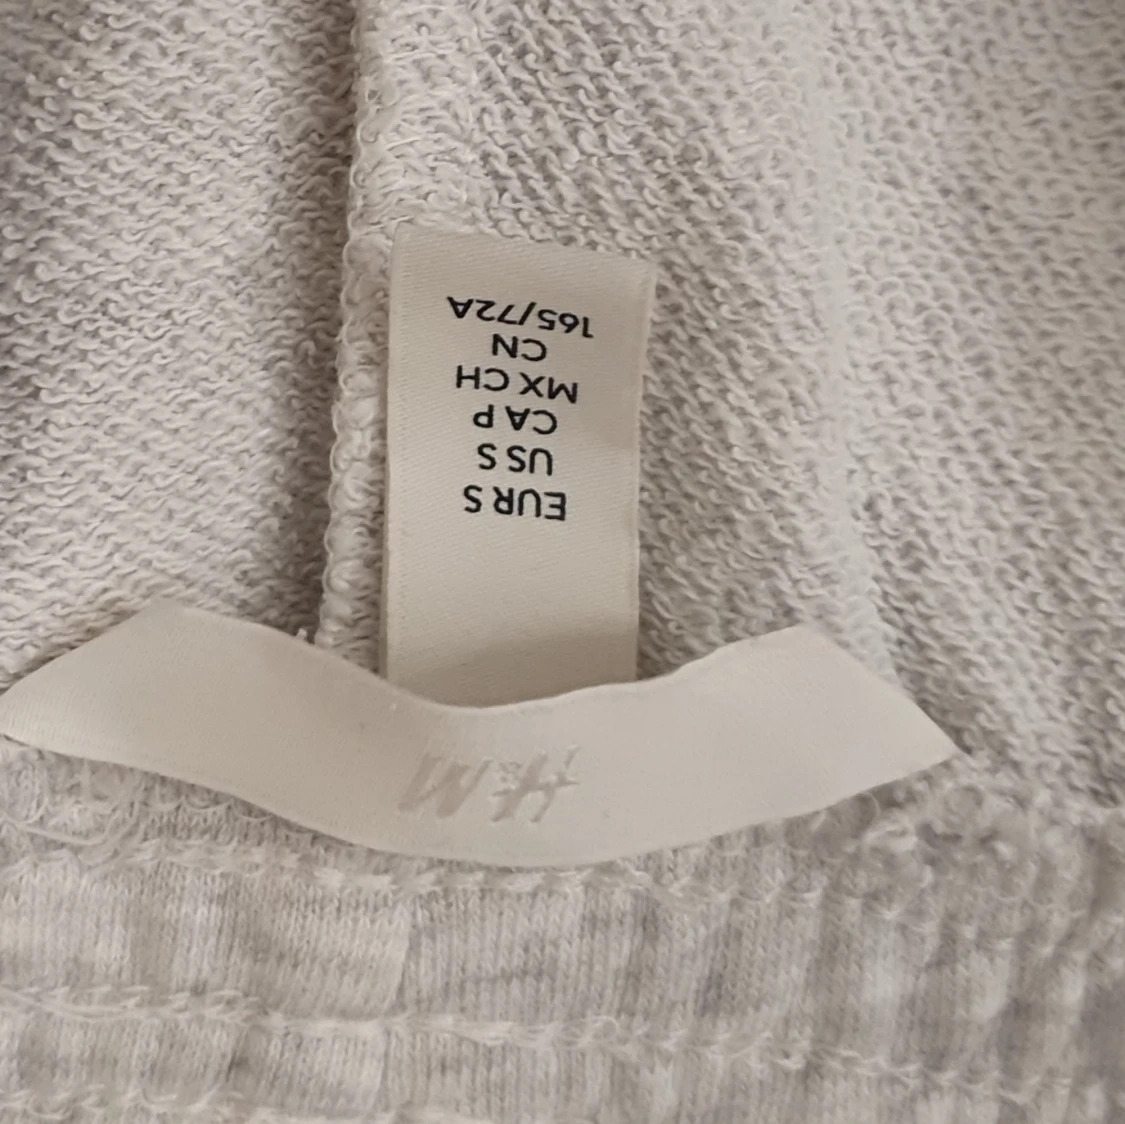 H&M
EUR S
US S
CA P
MX CH
CN
165/72A